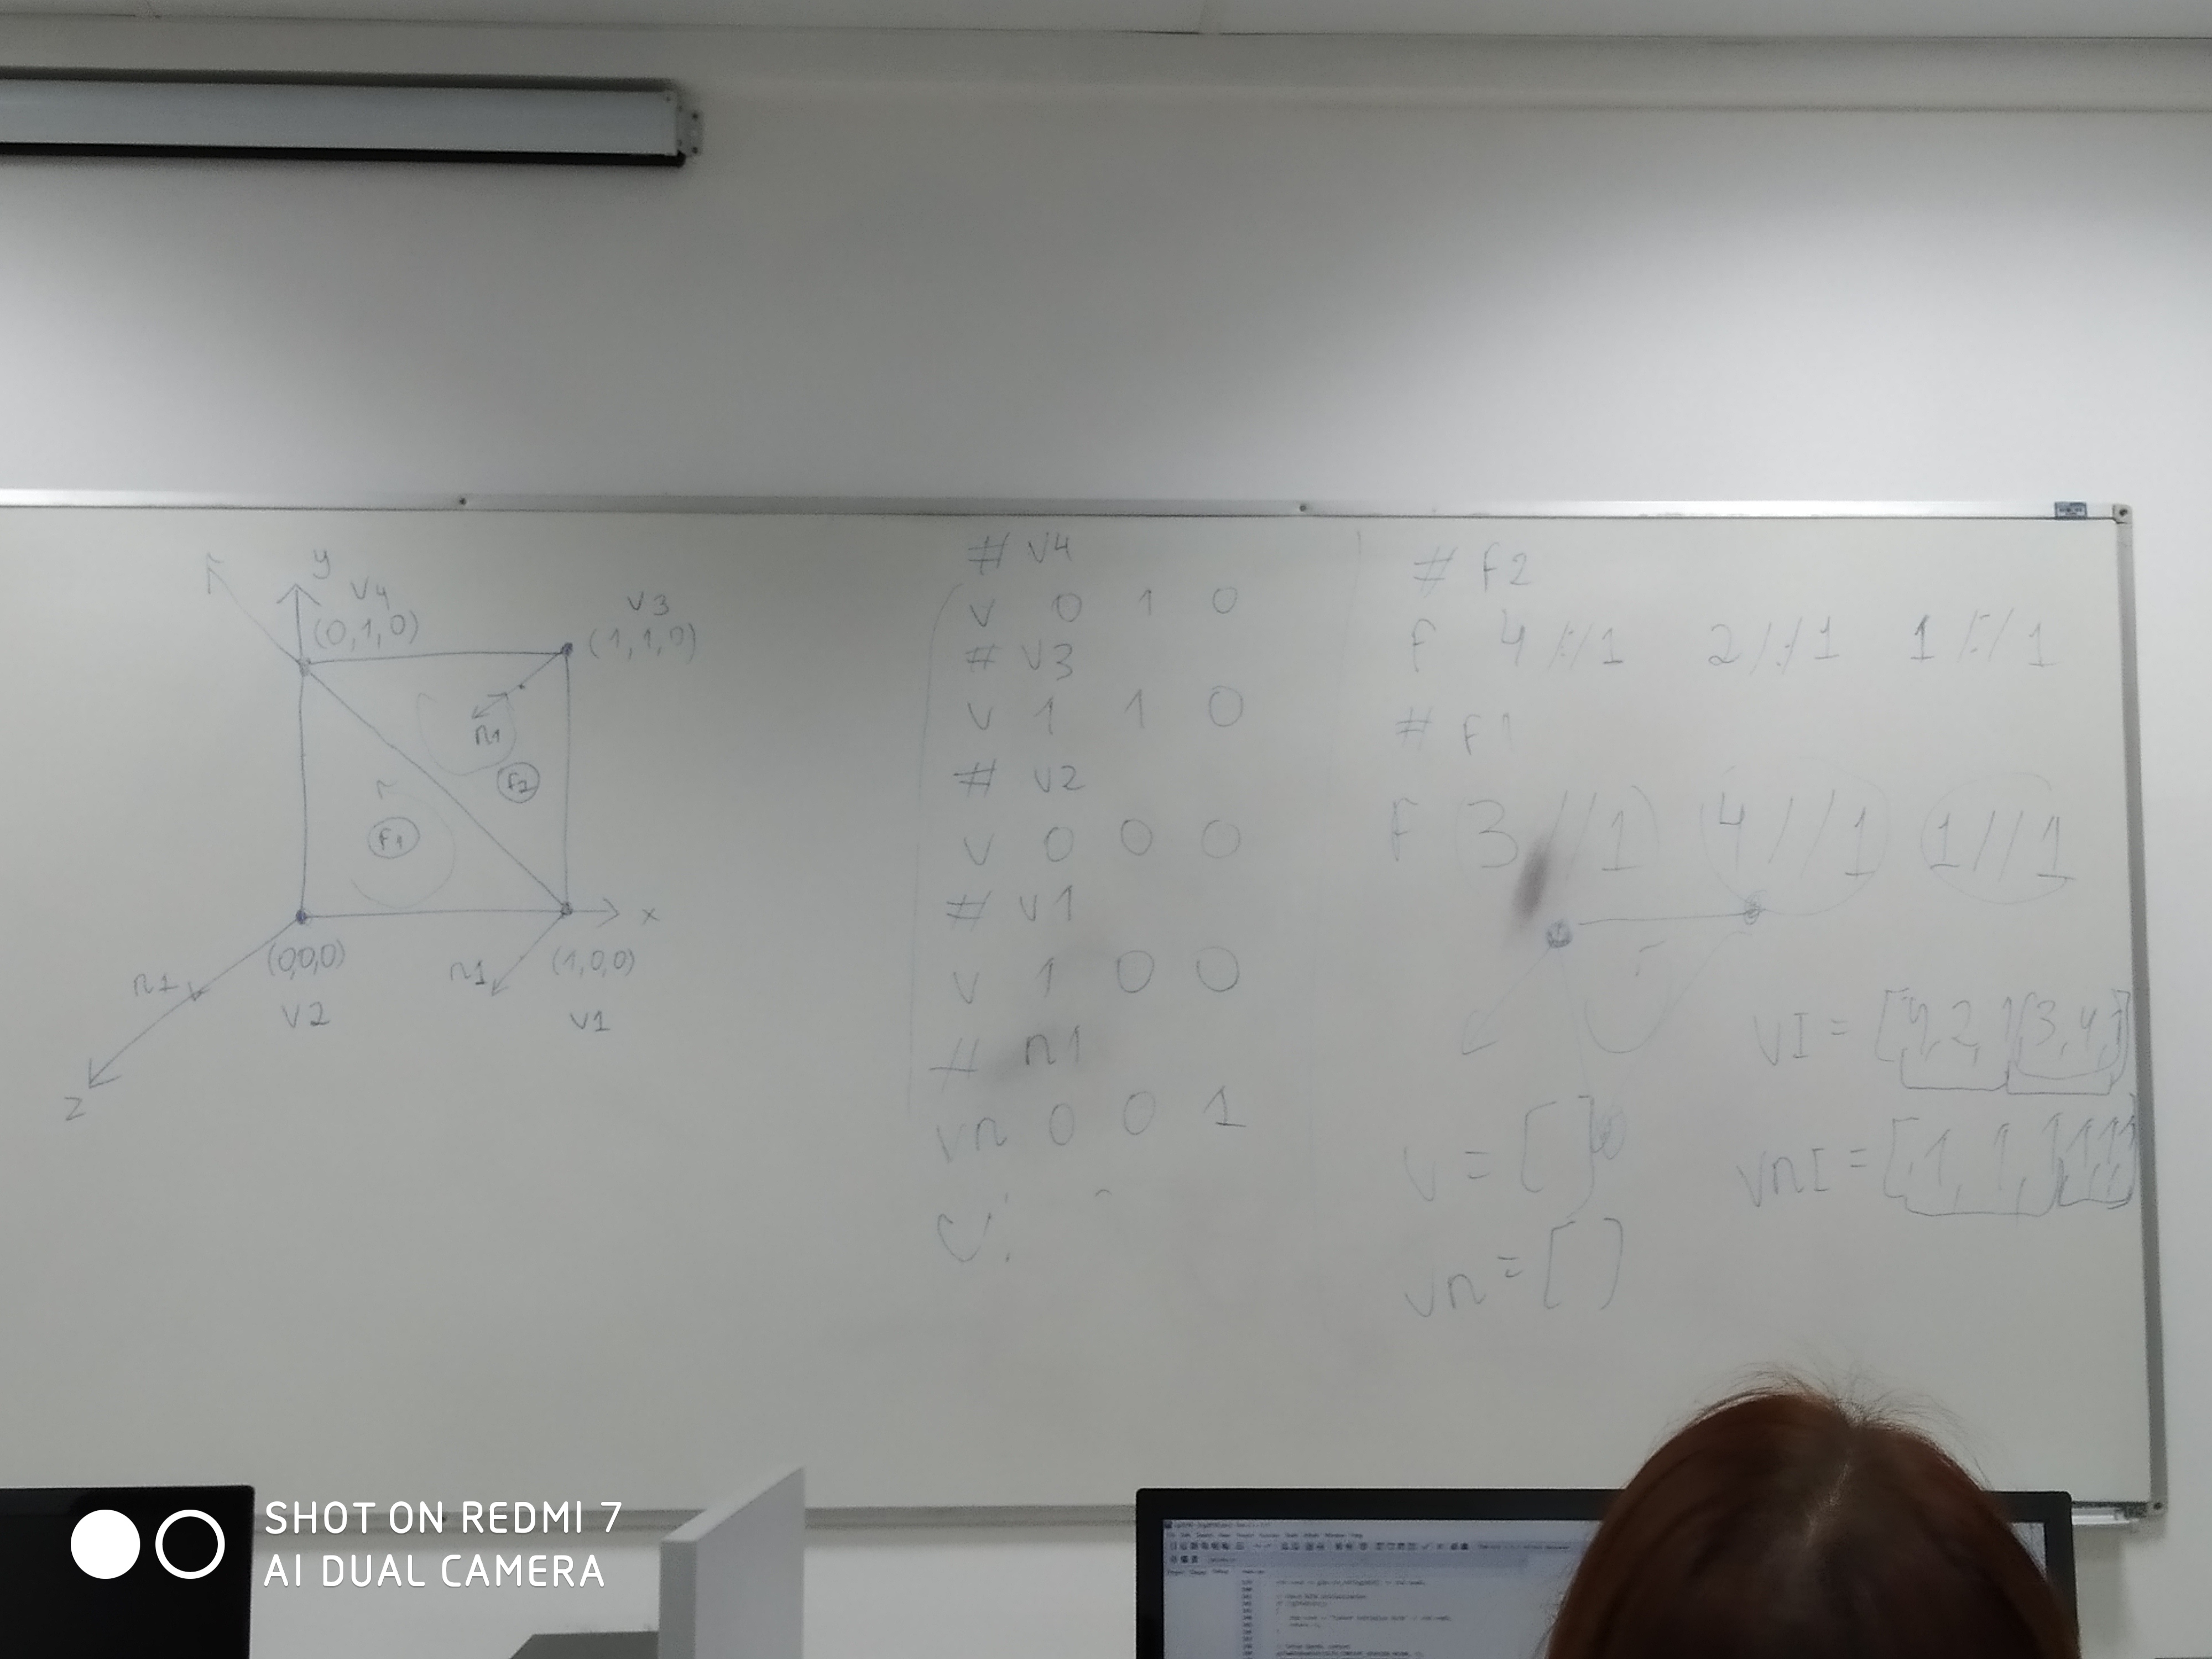 y
V4
(0,1,0)
V3
(1,1,0)
n1
F2
F1
x
(0,0,0)
V2
n1
n1
(1,0,0)
V1
z
# V4
V 0 1 0
# V3
V 1 1 0
# V2
V 0 0 0
# V1
V 1 0 0
# n1
Vn 0 0 1
# F2
F 4//1 2//1 1//1
# F1
F 3//1 4//1 1//1
VI = [4,2,1,3,4,1]
V = [ ]
VnI = [1,1,1,1,1,1]
Vn = [ ]
SHOT ON REDMI 7
AI DUAL CAMERA